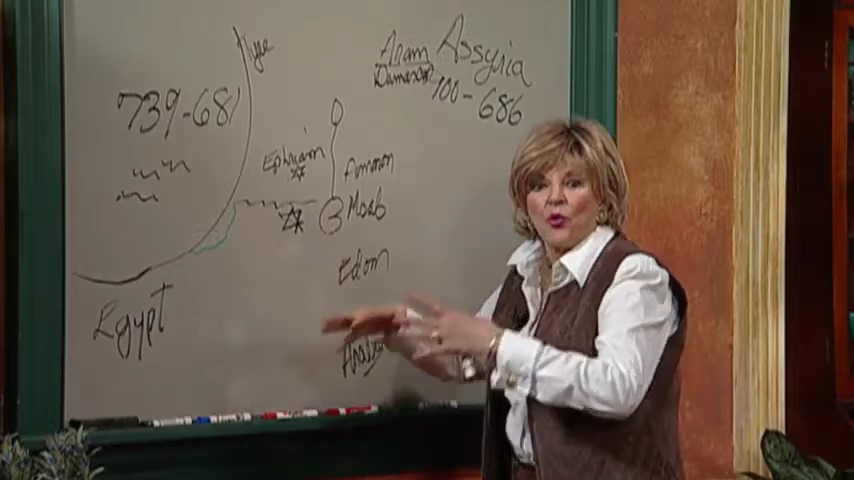 Tyre
Aram Assyria
Damascus 700-686
739-681
Ephraim
Ammon
Moab
Edom
Egypt